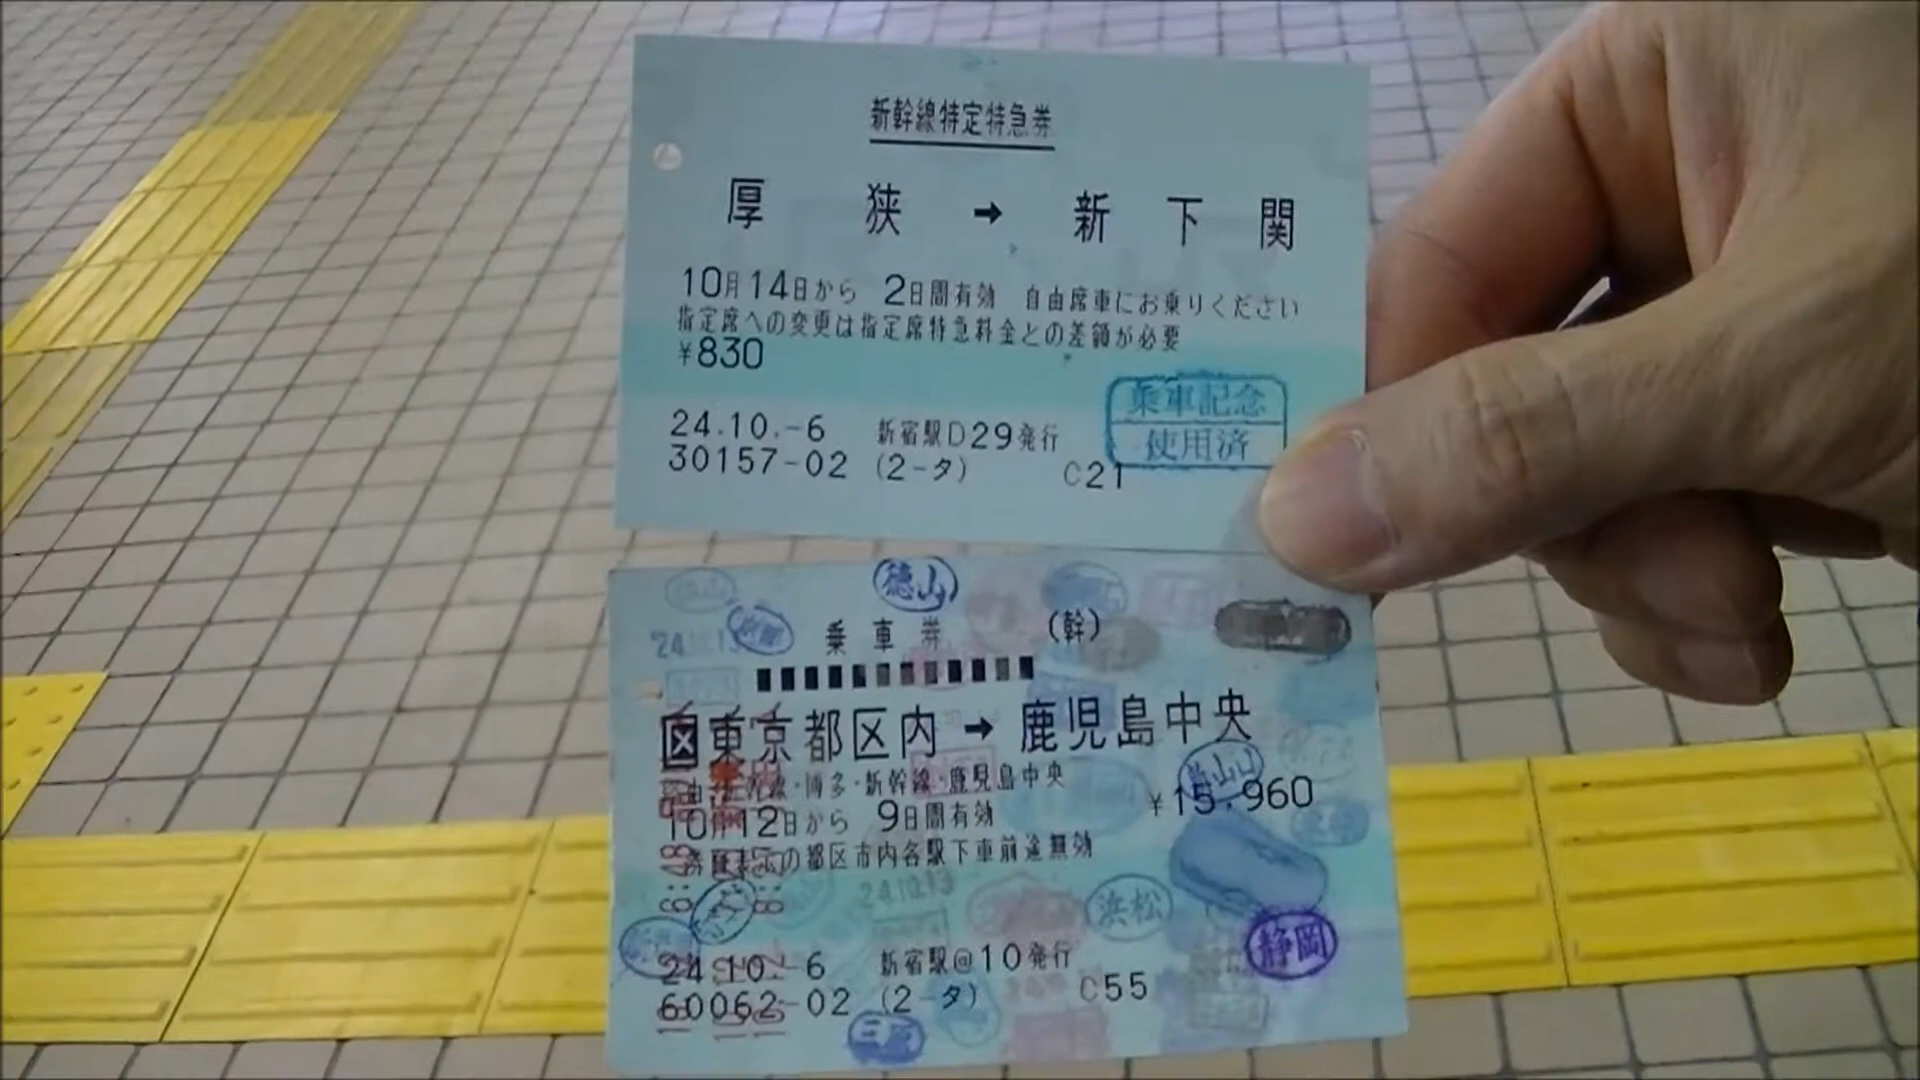 新幹線特定特急券
厚 狭 → 新 下 関
10月14日から 2日間有効 自由席車にお乗りください
指定席への変更は指定席特急料金との差額が必要
¥830
乗車記念
使用済
24.10.-6 新宿駅D29発行
30157-02 (2-タ) C21
徳山
乗 車 券 (幹)
区東京都区内 → 鹿児島中央
博多・新幹線・鹿児島中央
¥15,960
10月12日から 9日間有効
の都区市内各駅下車前途無効
24.10.13
浜松
静岡
24.10.-6 新宿駅@10発行
60062-02 (2-タ) C55